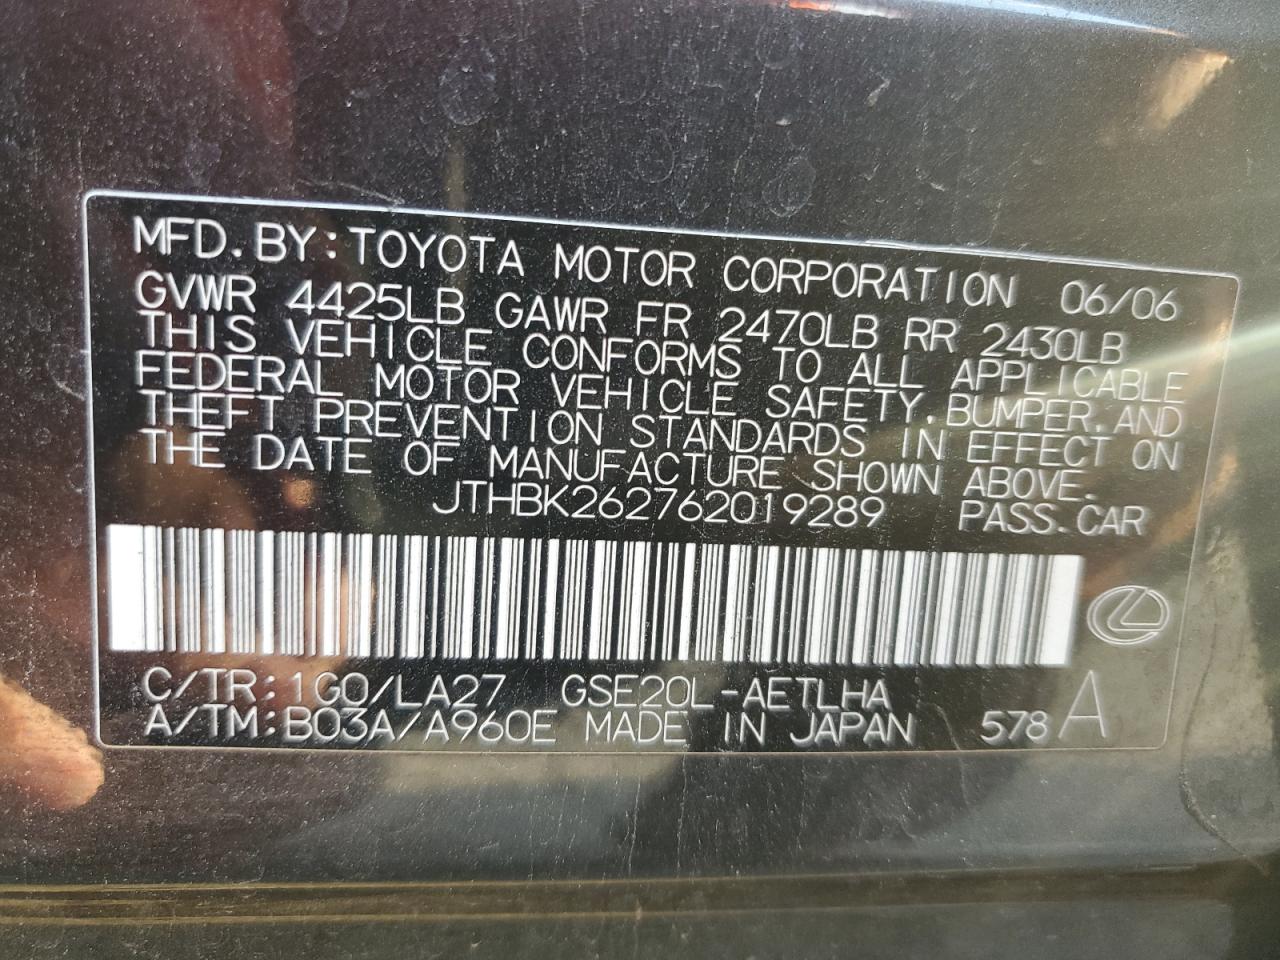 MFD.BY:TOYOTA MOTOR CORPORATION 06/06
GVWR 4425LB GAWR FR 2470LB RR 2430LB
THIS VEHICLE CONFORMS TO ALL APPLICABLE
FEDERAL MOTOR VEHICLE SAFETY,BUMPER,AND
THEFT PREVENTION STANDARDS IN EFFECT ON
THE DATE OF MANUFACTURE SHOWN ABOVE.
JTHBK262762019289 PASS.CAR
C/TR:1G0/LA27 GSE20L-AETLHA
A/TM:B03A/A960E MADE IN JAPAN 578 A